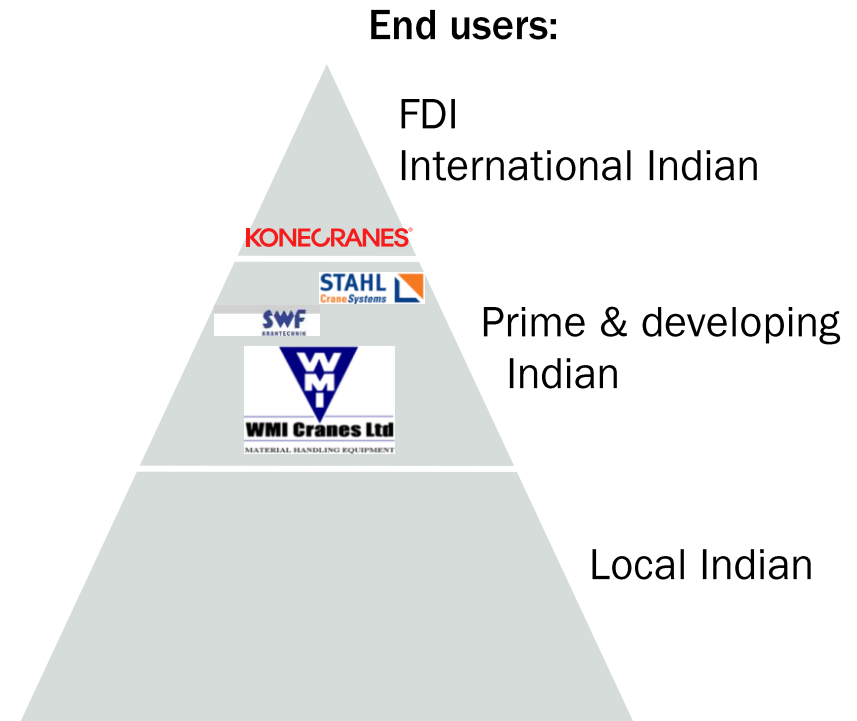 End users:
FDI
International Indian
KONECRANES®
STAHL
CraneSystems
SWF
KRANTECHNIK
Prime & developing
Indian
WMI
WMI Cranes Ltd
MATERIAL HANDLING EQUIPMENT
Local Indian